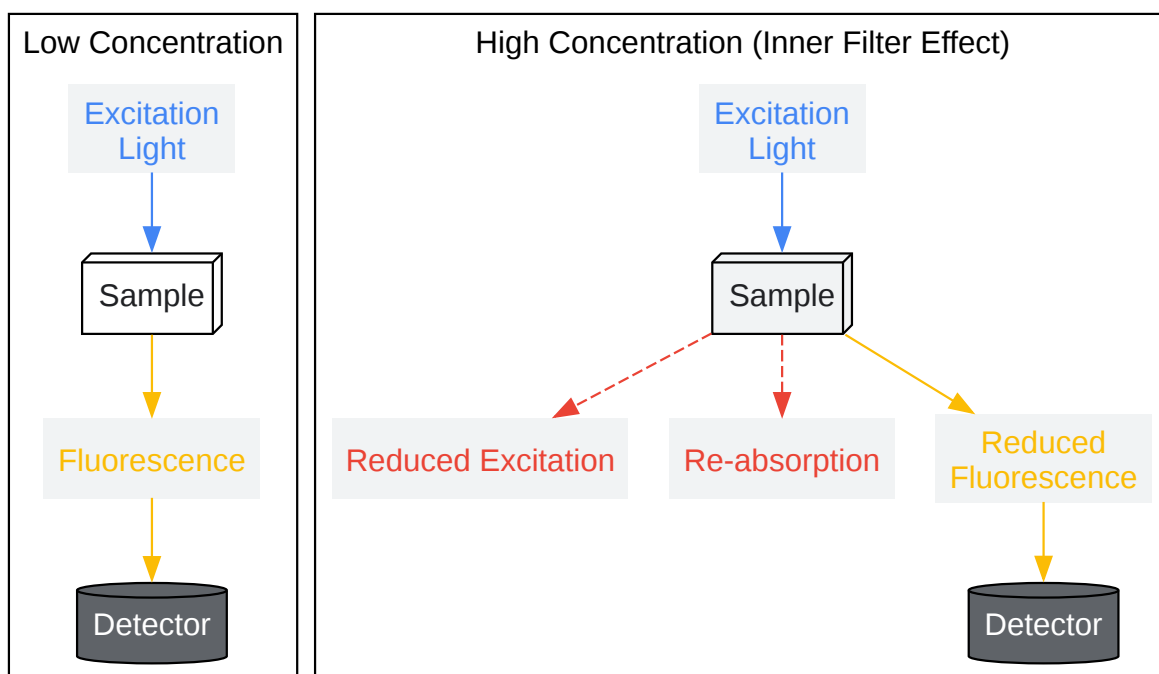 Low Concentration
Excitation
Light
Sample
Fluorescence
Detector
High Concentration (Inner Filter Effect)
Excitation
Light
Sample
Reduced Excitation
Re-absorption
Reduced
Fluorescence
Detector